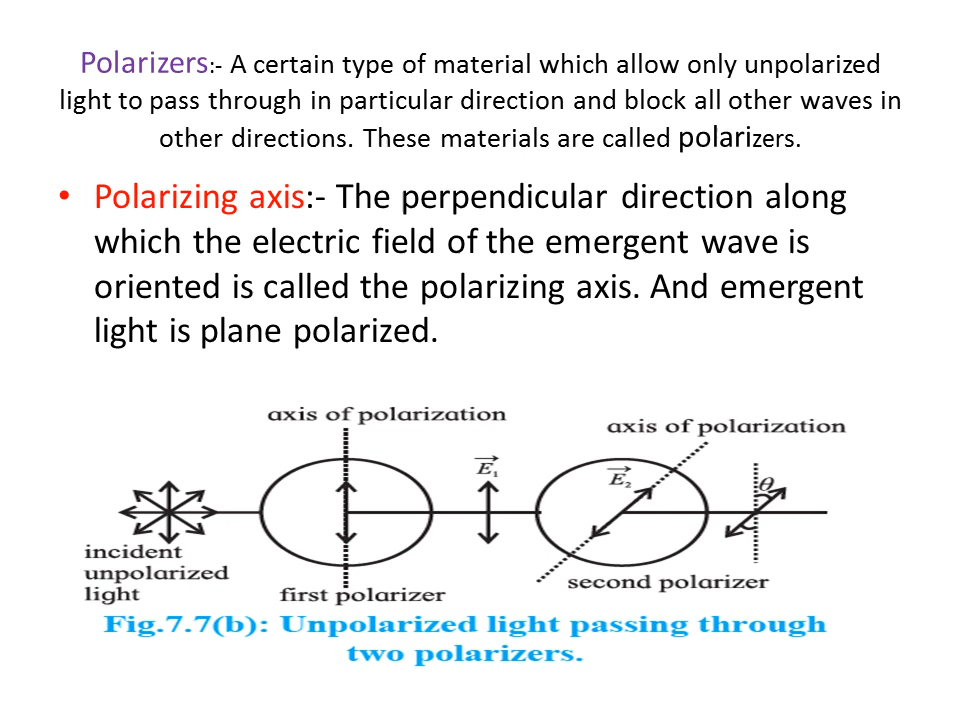 Polarizers:- A certain type of material which allow only unpolarized
light to pass through in particular direction and block all other waves in
other directions. These materials are called polarizers.
• Polarizing axis:- The perpendicular direction along
which the electric field of the emergent wave is
oriented is called the polarizing axis. And emergent
light is plane polarized.
axis of polarization
axis of polarization
E₁
E₂
θ
incident
unpolarized
light
first polarizer
second polarizer
Fig.7.7(b): Unpolarized light passing through
two polarizers.